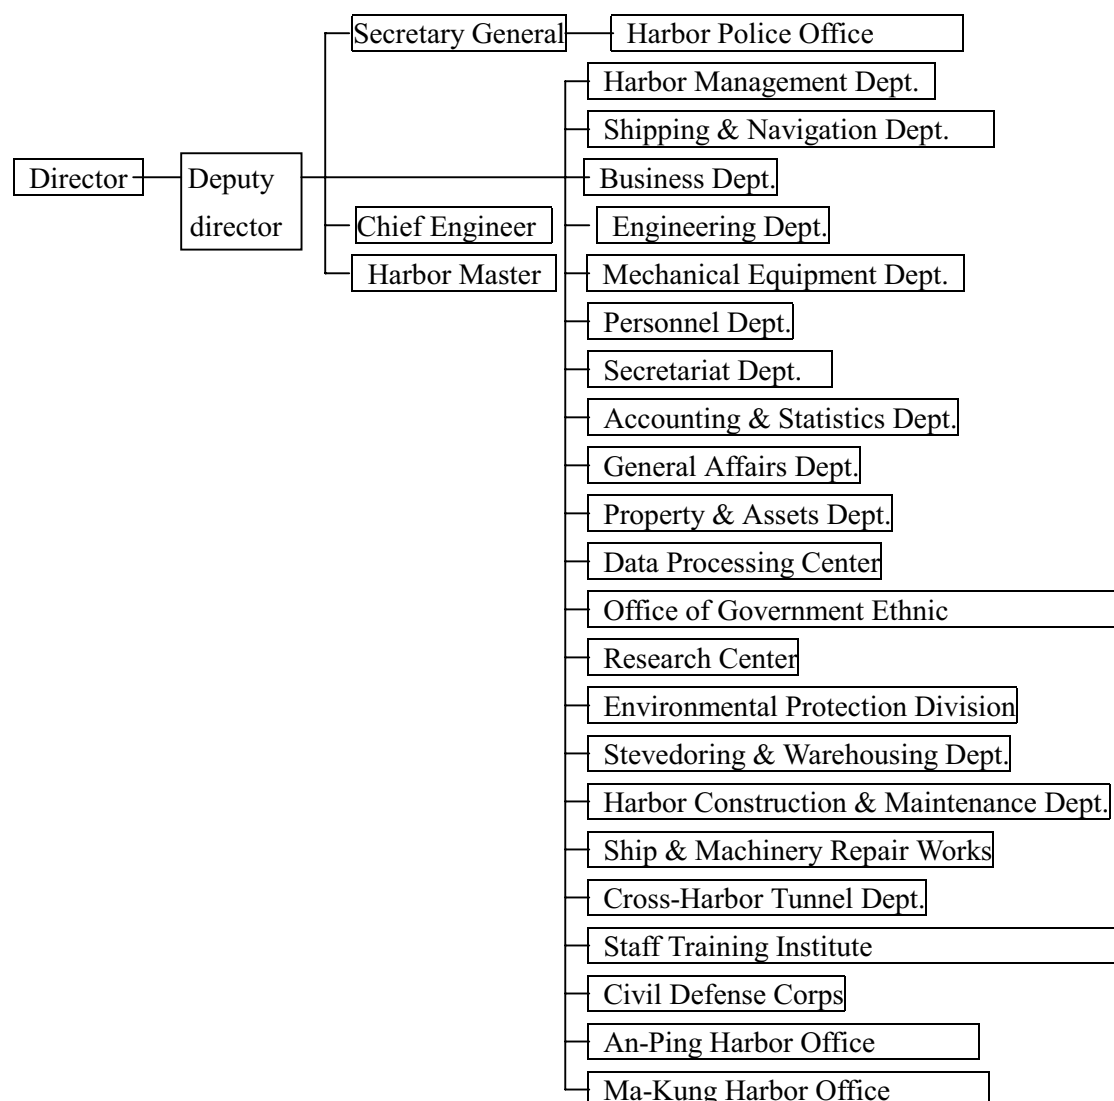 Secretary General
Harbor Police Office
Harbor Management Dept.
Shipping & Navigation Dept.
Director
Deputy
director
Business Dept.
Chief Engineer
Engineering Dept.
Harbor Master
Mechanical Equipment Dept.
Personnel Dept.
Secretariat Dept.
Accounting & Statistics Dept.
General Affairs Dept.
Property & Assets Dept.
Data Processing Center
Office of Government Ethnic
Research Center
Environmental Protection Division
Stevedoring & Warehousing Dept.
Harbor Construction & Maintenance Dept.
Ship & Machinery Repair Works
Cross-Harbor Tunnel Dept.
Staff Training Institute
Civil Defense Corps
An-Ping Harbor Office
Ma-Kung Harbor Office